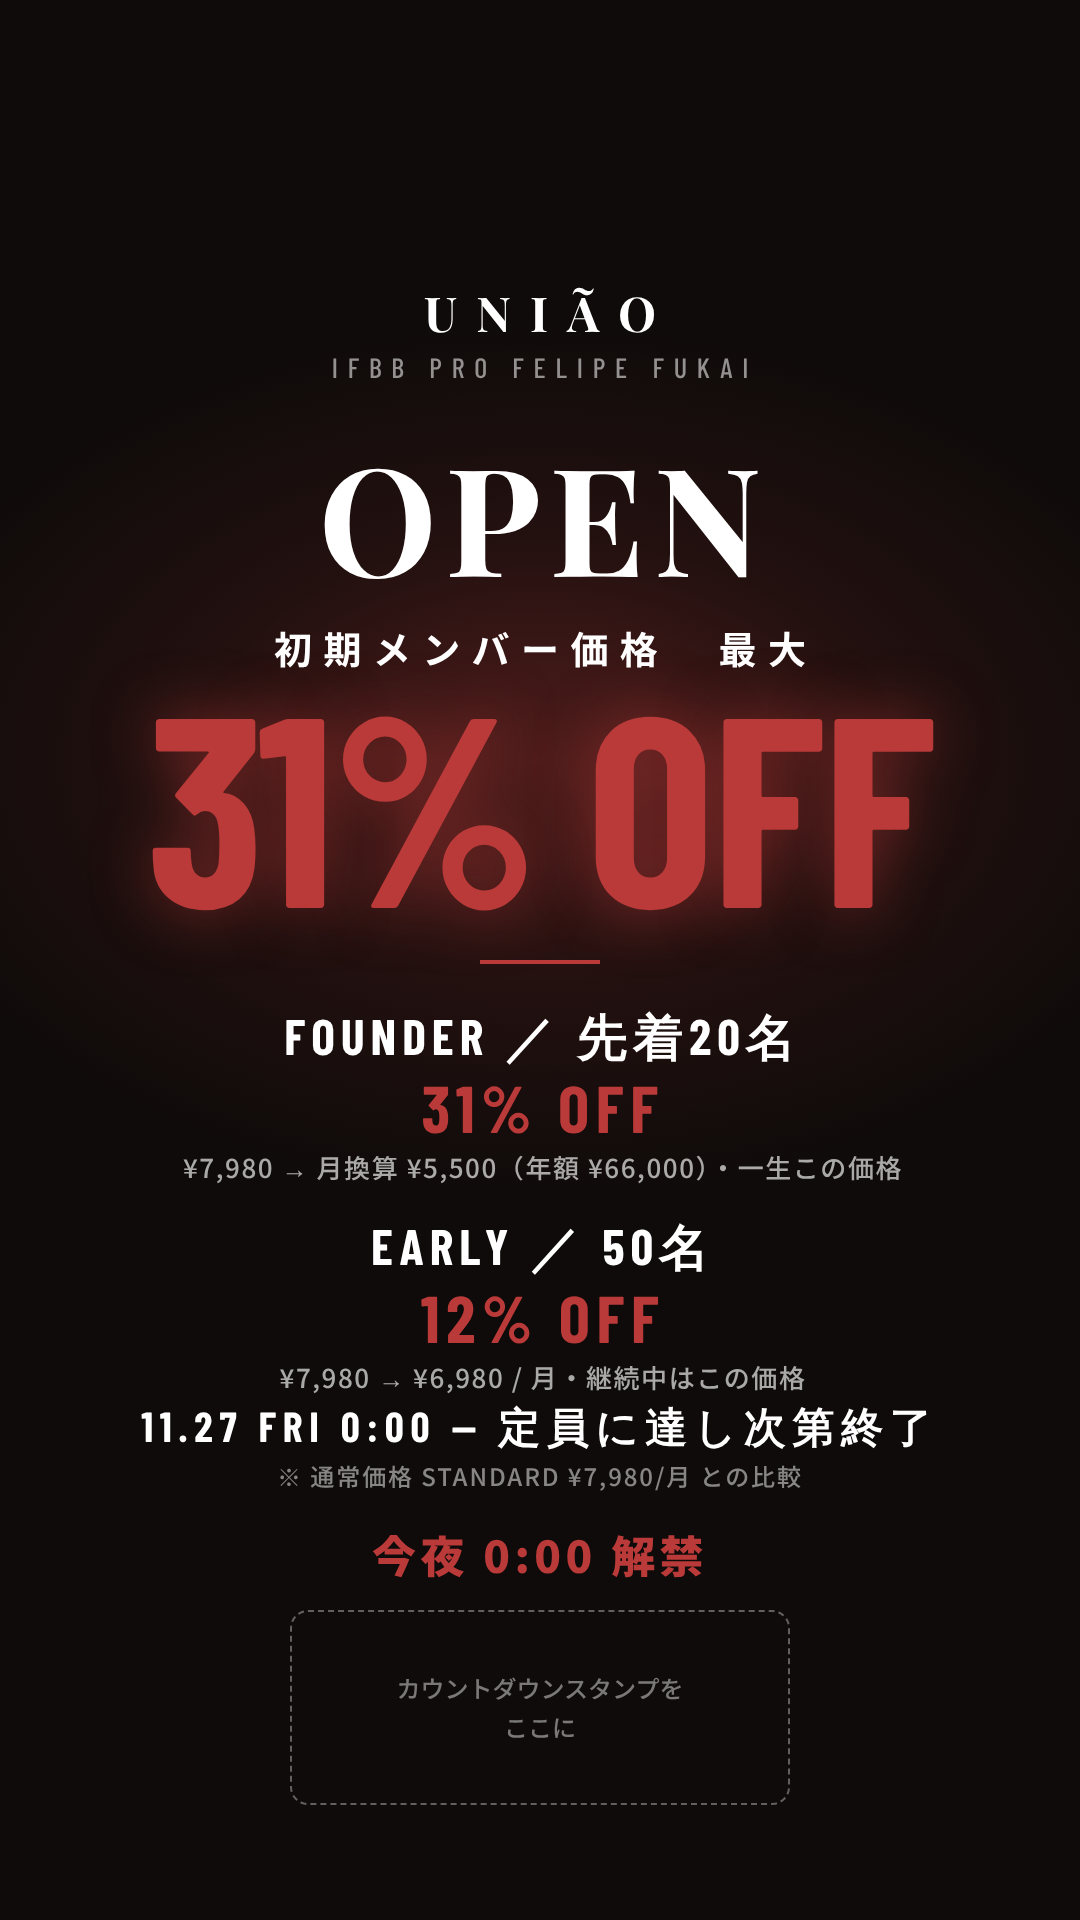 UNIÃO
IFBB PRO FELIPE FUKAI
OPEN
初期メンバー価格　最大
31% OFF
FOUNDER ／ 先着20名
31% OFF
¥7,980 → 月換算 ¥5,500（年額 ¥66,000）・一生この価格
EARLY ／ 50名
12% OFF
¥7,980 → ¥6,980 / 月・継続中はこの価格
11.27 FRI 0:00 – 定員に達し次第終了
※ 通常価格 STANDARD ¥7,980/月 との比較
今夜 0:00 解禁
カウントダウンスタンプを
ここに